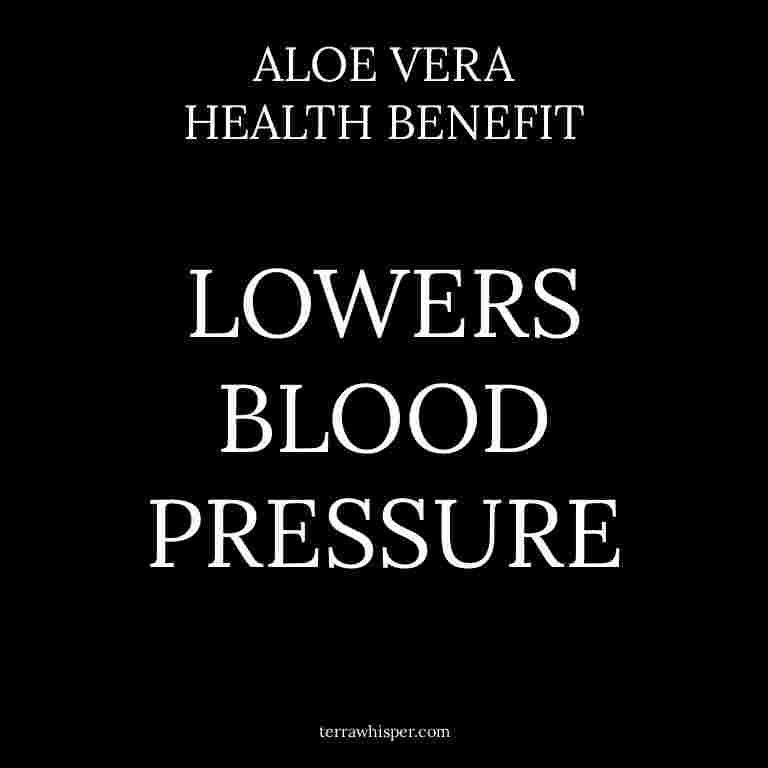 ALOE VERA
HEALTH BENEFIT
LOWERS
BLOOD
PRESSURE
terrawhisper.com